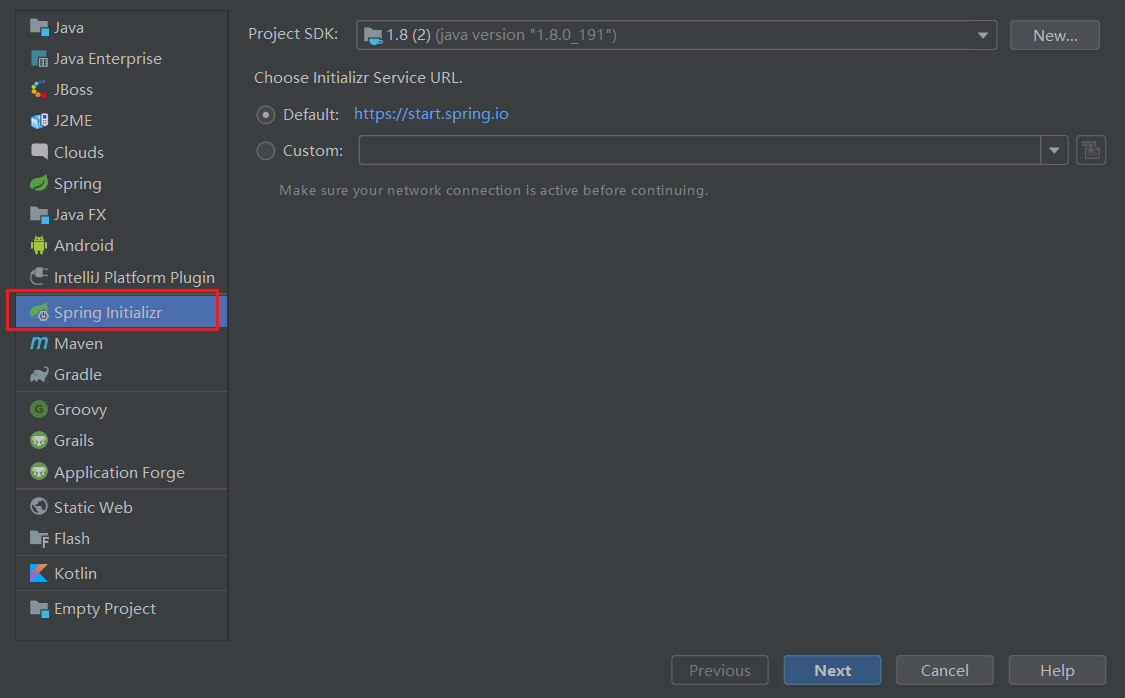 Java
Java Enterprise
JBoss
J2ME
Clouds
Spring
Java FX
Android
IntelliJ Platform Plugin
Spring Initializr
Maven
Gradle
Groovy
Grails
Application Forge
Static Web
Flash
Kotlin
Empty Project
Project SDK: 1.8 (2) (java version "1.8.0_191") New...
Choose Initializr Service URL.
Default: https://start.spring.io
Custom:
Make sure your network connection is active before continuing.
Previous Next Cancel Help